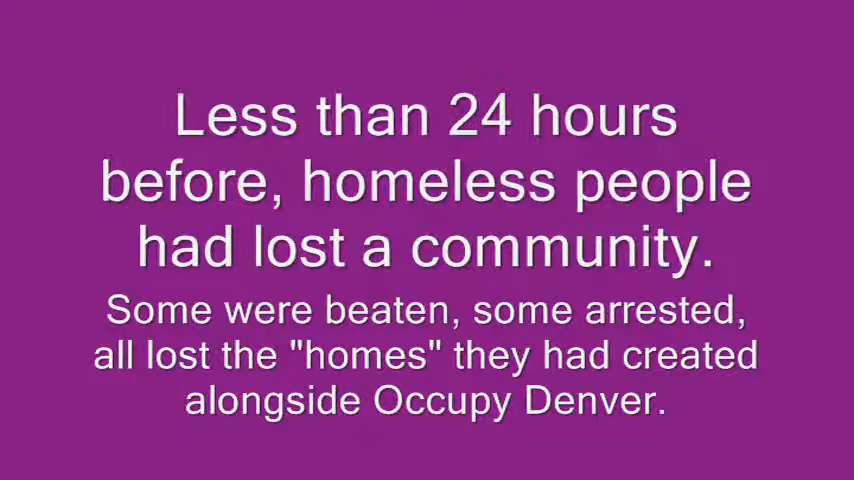 Less than 24 hours
before, homeless people
had lost a community.
Some were beaten, some arrested,
all lost the "homes" they had created
alongside Occupy Denver.